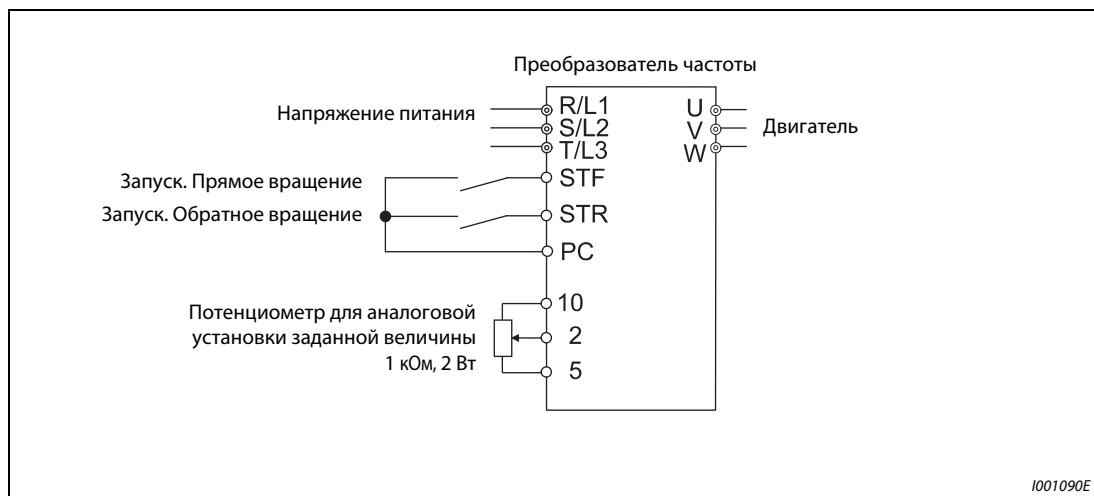 Преобразователь частоты
Напряжение питания
R/L1
S/L2
T/L3
U
V
W
Двигатель
Запуск. Прямое вращение
STF
Запуск. Обратное вращение
STR
PC
Потенциометр для аналоговой
установки заданной величины
1 кОм, 2 Вт
10
2
5
I001090E